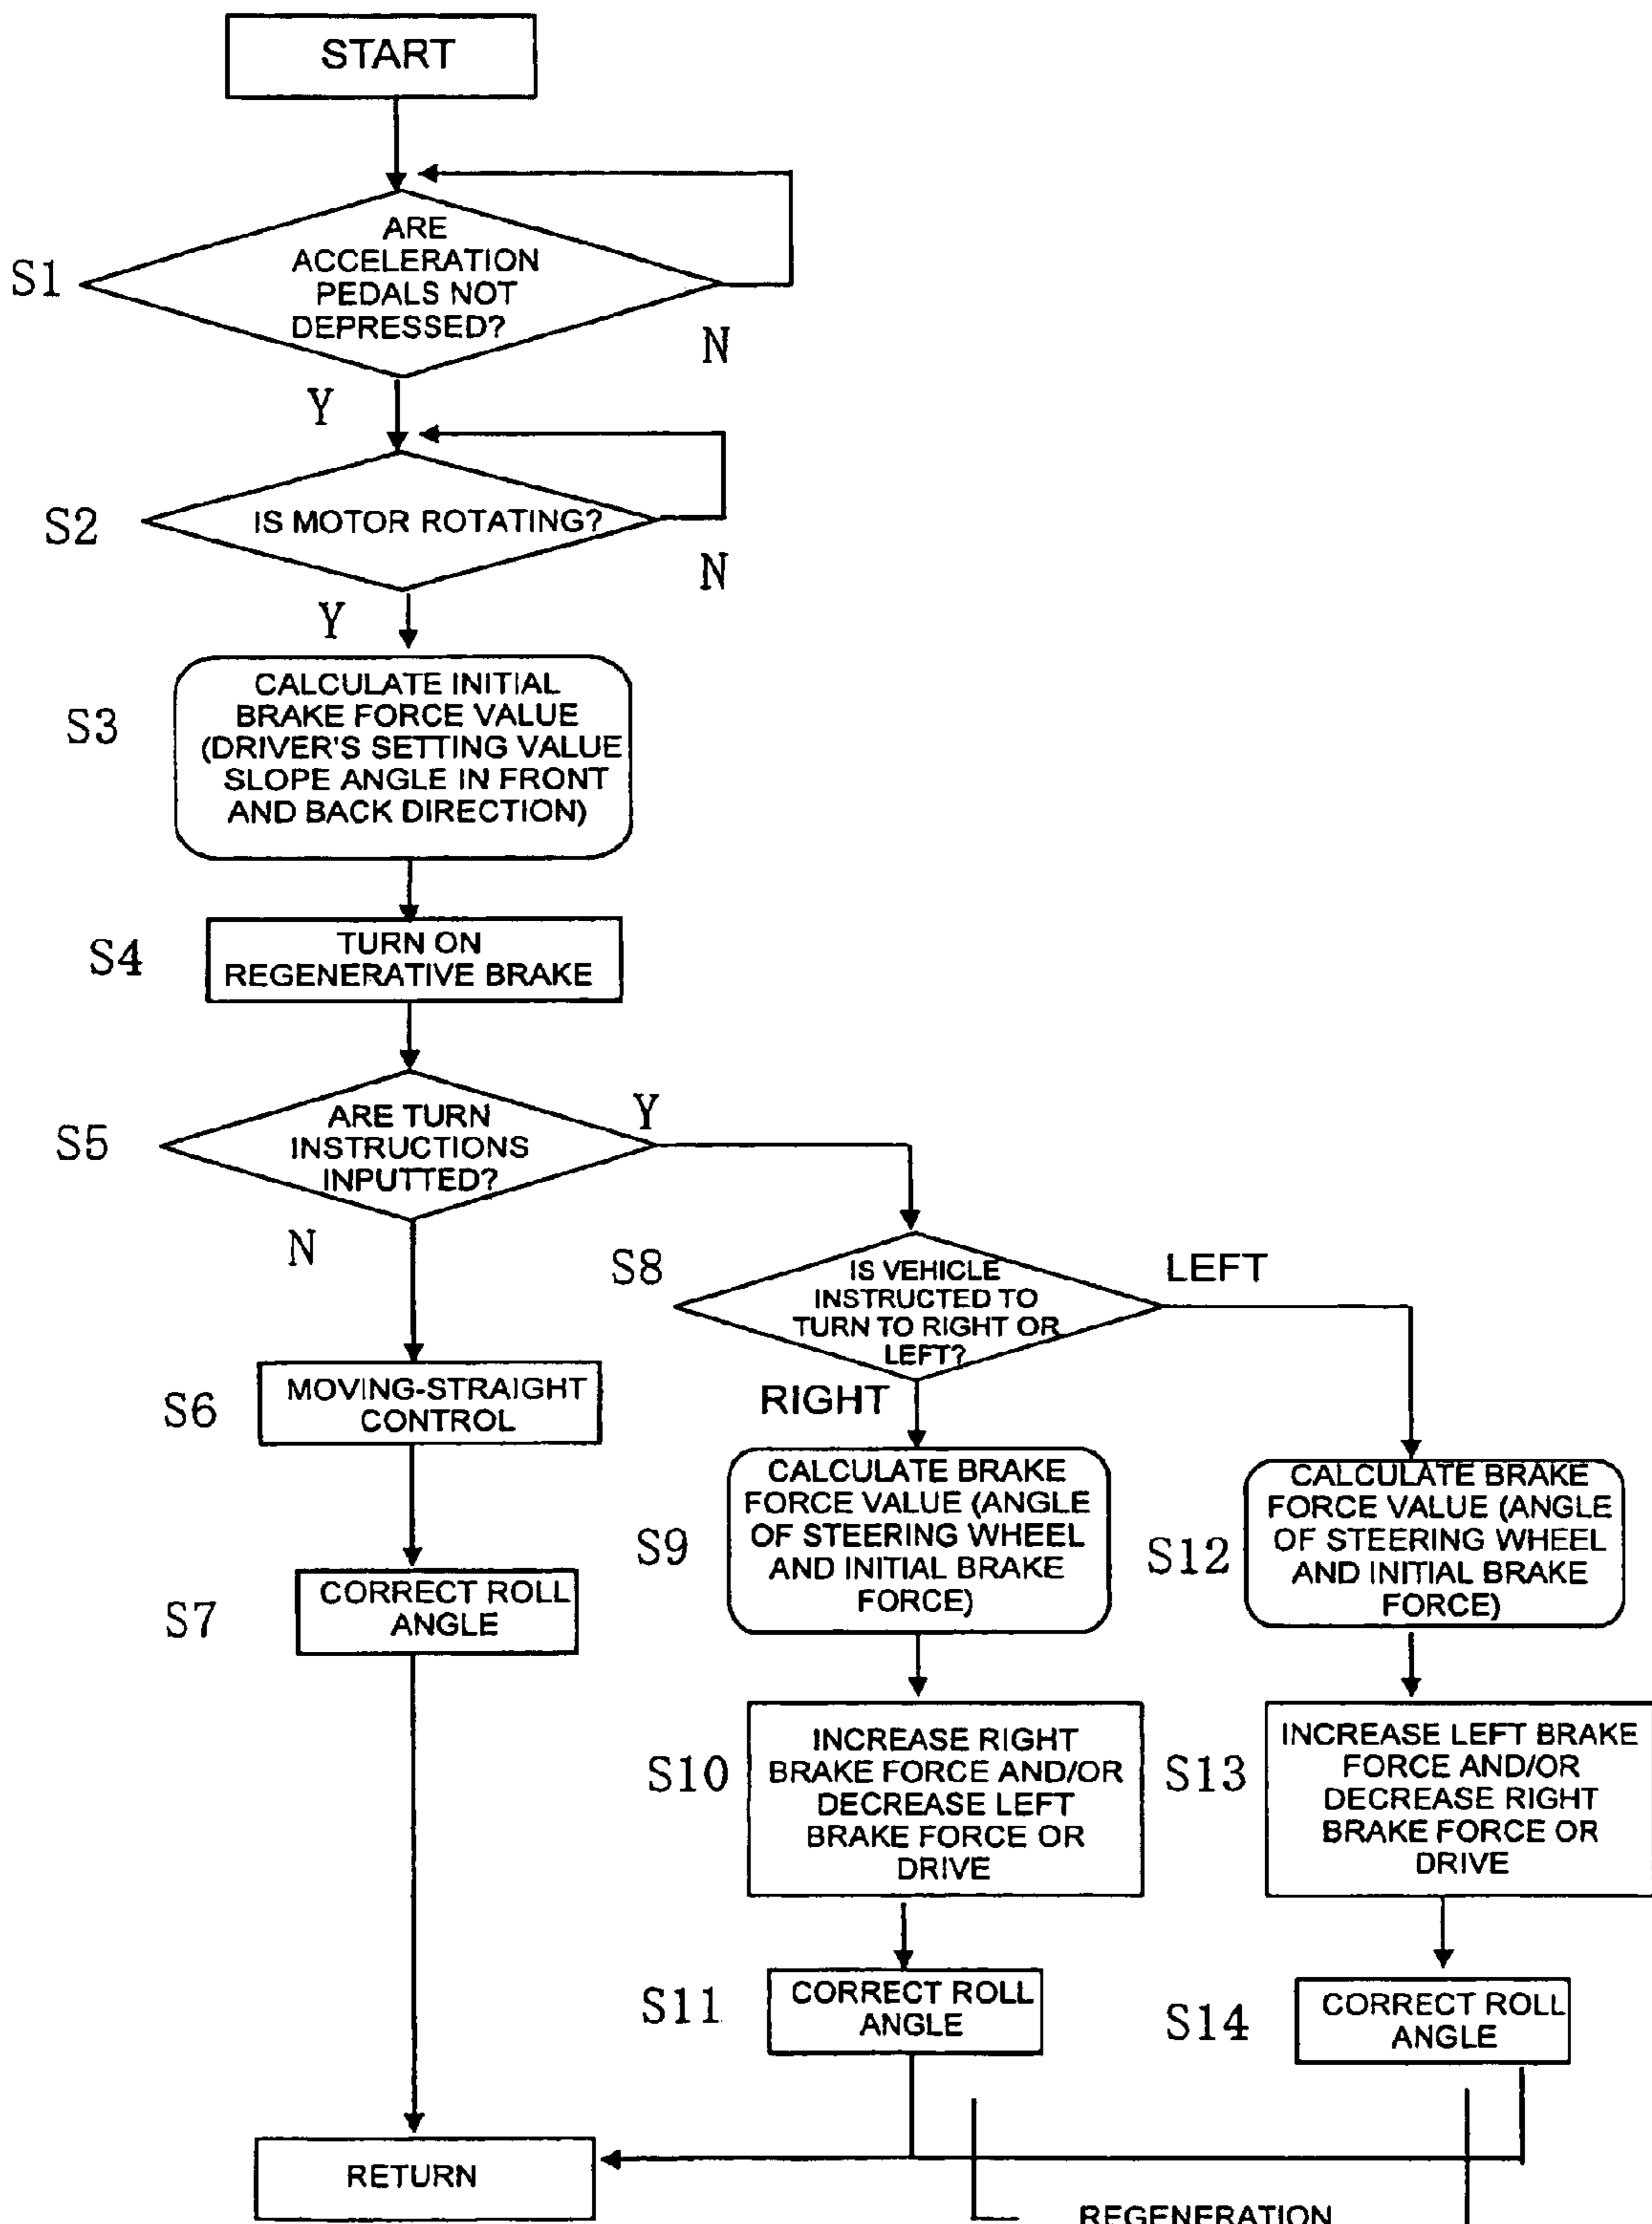 START
S1
ARE
ACCELERATION
PEDALS NOT
DEPRESSED?
N
Y
S2
IS MOTOR ROTATING?
N
Y
S3
CALCULATE INITIAL
BRAKE FORCE VALUE
(DRIVER'S SETTING VALUE
SLOPE ANGLE IN FRONT
AND BACK DIRECTION)
S4
TURN ON
REGENERATIVE BRAKE
S5
ARE TURN
INSTRUCTIONS
INPUTTED?
Y
N
S6
MOVING-STRAIGHT
CONTROL
S7
CORRECT ROLL
ANGLE
S8
IS VEHICLE
INSTRUCTED TO
TURN TO RIGHT OR
LEFT?
LEFT
RIGHT
S9
CALCULATE BRAKE
FORCE VALUE (ANGLE
OF STEERING WHEEL
AND INITIAL BRAKE
FORCE)
S10
INCREASE RIGHT
BRAKE FORCE AND/OR
DECREASE LEFT
BRAKE FORCE OR
DRIVE
S11
CORRECT ROLL
ANGLE
S12
CALCULATE BRAKE
FORCE VALUE (ANGLE
OF STEERING WHEEL
AND INITIAL BRAKE
FORCE)
S13
INCREASE LEFT BRAKE
FORCE AND/OR
DECREASE RIGHT
BRAKE FORCE OR
DRIVE
S14
CORRECT ROLL
ANGLE
RETURN
REGENERATION